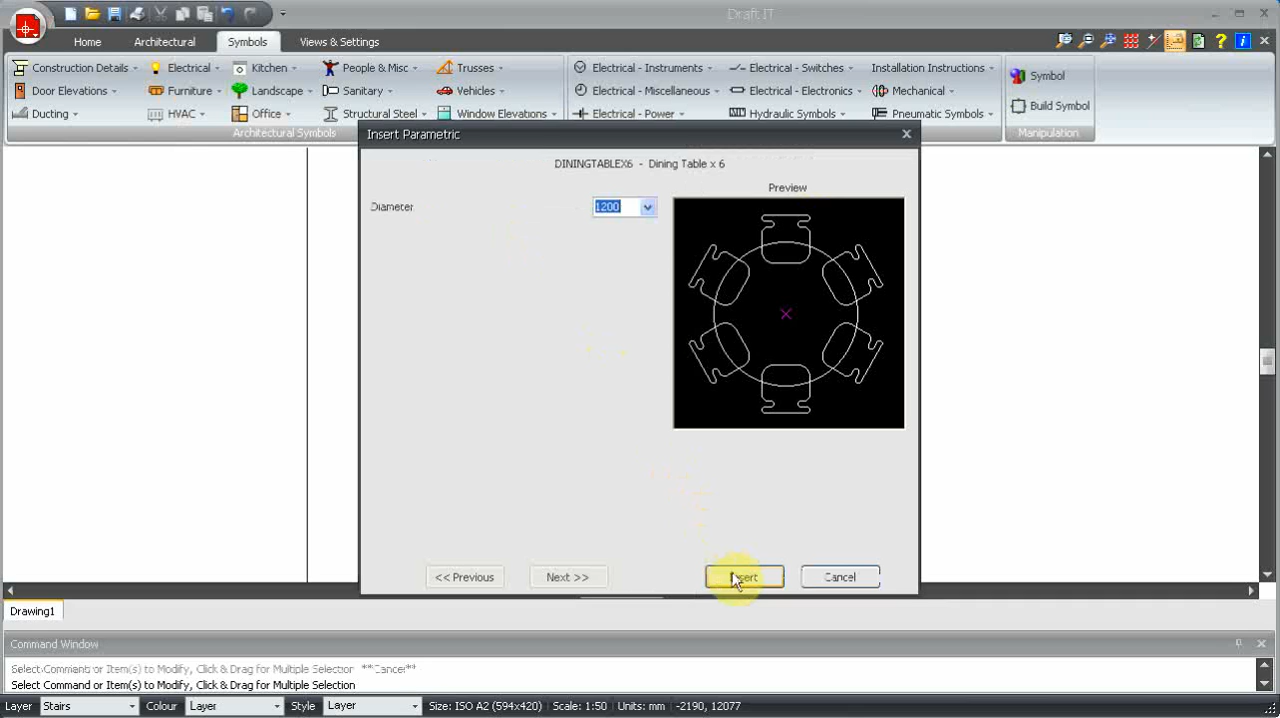 Draft IT
Home Architectural Symbols Views & Settings
Construction Details Electrical Kitchen People & Misc Trusses Electrical - Instruments Electrical - Switches Installation Instructions Symbol
Door Elevations Furniture Landscape Sanitary Vehicles Electrical - Miscellaneous Electrical - Electronics Mechanical Build Symbol
Ducting HVAC Office Structural Steel Window Elevations Electrical - Power Hydraulic Symbols Pneumatic Symbols
Architectural Symbols Manipulation
Insert Parametric
DININGTABLEX6 - Dining Table x 6
Preview
Diameter 1200
<< Previous Next >> Insert Cancel
Drawing1
Command Window
Select Command or Item(s) to Modify, Click & Drag for Multiple Selection **Cancel**
Select Command or Item(s) to Modify, Click & Drag for Multiple Selection
Layer Stairs Colour Layer Style Layer Size: ISO A2 (594x420) Scale: 1:50 Units: mm -2190, 12077